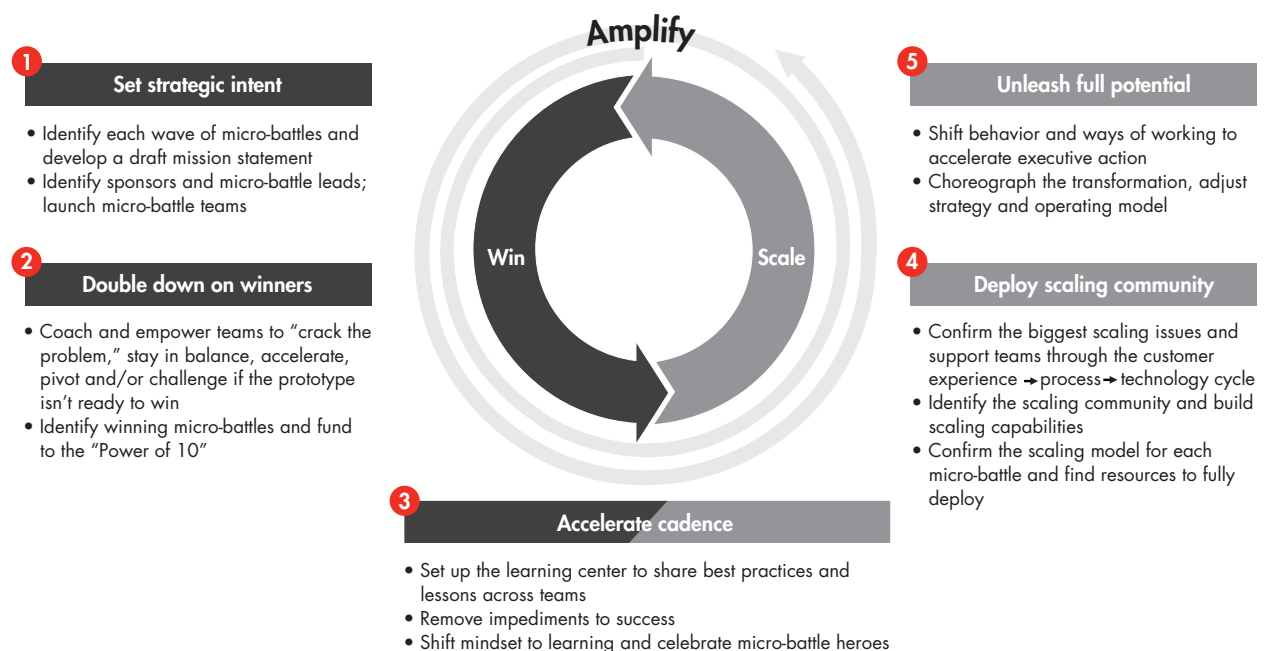 Amplify
1
Set strategic intent
• Identify each wave of micro-battles and
develop a draft mission statement
• Identify sponsors and micro-battle leads;
launch micro-battle teams
2
Double down on winners
• Coach and empower teams to “crack the
problem,” stay in balance, accelerate,
pivot and/or challenge if the prototype
isn’t ready to win
• Identify winning micro-battles and fund
to the “Power of 10”
Win
Scale
3
Accelerate cadence
• Set up the learning center to share best practices and
lessons across teams
• Remove impediments to success
• Shift mindset to learning and celebrate micro-battle heroes
4
Deploy scaling community
• Confirm the biggest scaling issues and
support teams through the customer
experience → process → technology cycle
• Identify the scaling community and build
scaling capabilities
• Confirm the scaling model for each
micro-battle and find resources to fully
deploy
5
Unleash full potential
• Shift behavior and ways of working to
accelerate executive action
• Choreograph the transformation, adjust
strategy and operating model